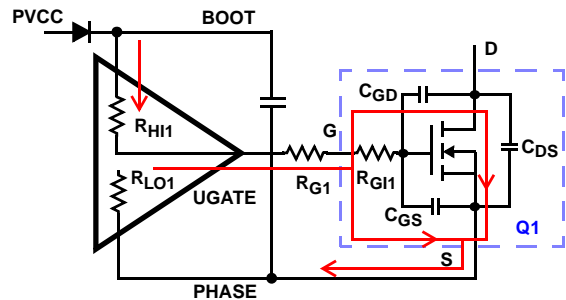 PVCC
BOOT
D
CGD
RHI1
G
CDS
RLO1
RG1
RGI1
UGATE
CGS
Q1
S
PHASE